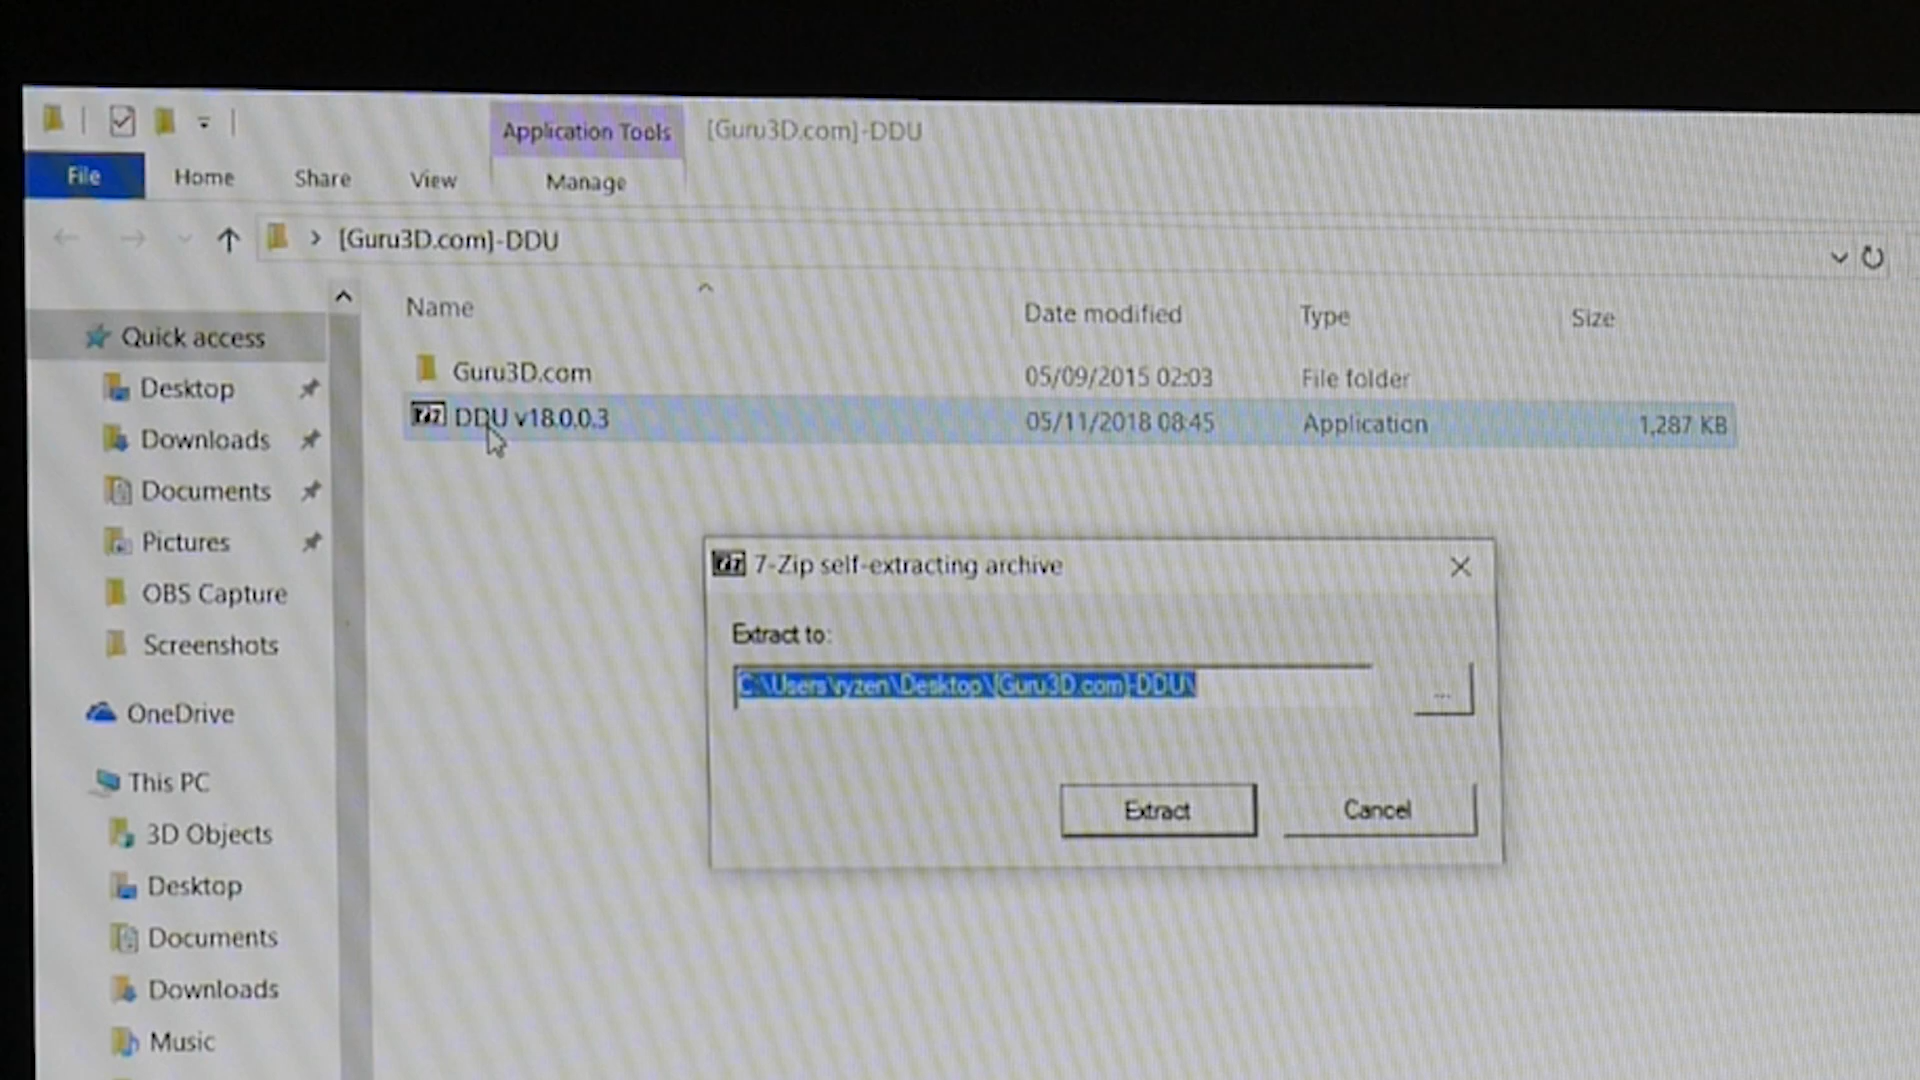 Application Tools
[Guru3D.com]-DDU
File
Home
Share
View
Manage
[Guru3D.com]-DDU
Name
Date modified
Type
Size
Quick access
Desktop
Downloads
Documents
Pictures
OBS Capture
Screenshots
OneDrive
This PC
3D Objects
Desktop
Documents
Downloads
Music
Guru3D.com
05/09/2015 02:03
File folder
DDU v18.0.0.3
05/11/2018 08:45
Application
1,287 KB
7-Zip self-extracting archive
Extract to:
C:\Users\ryzen\Desktop\[Guru3D.com]-DDU\
...
Extract
Cancel